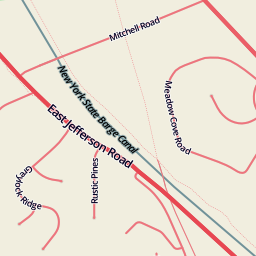 Mitchell Road
New York State Barge Canal
Meadow Cove Road
East Jefferson Road
Greylock Ridge
Rustic Pines